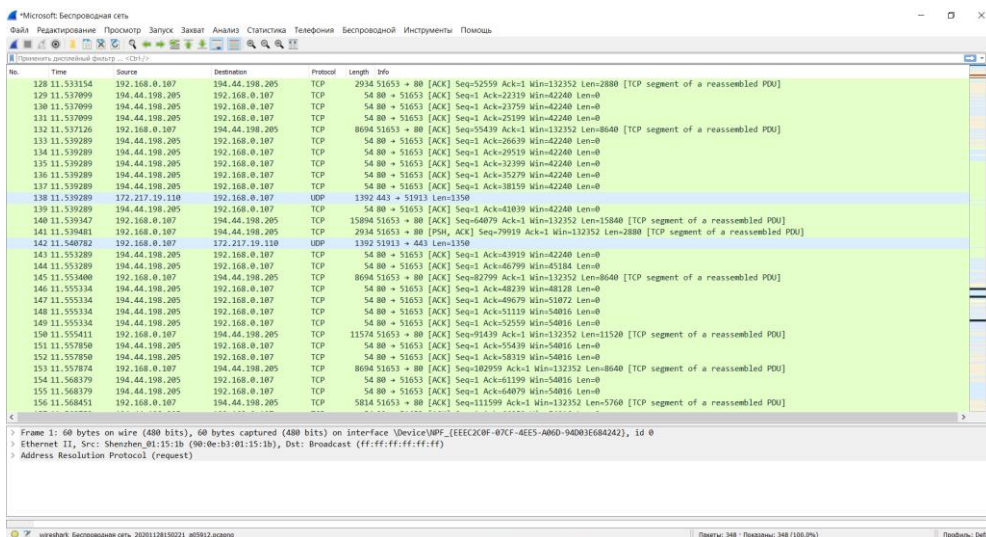 *Microsoft: Беспроводная сеть
Файл Редактирование Просмотр Запуск Захват Анализ Статистика Телефония Беспроводной Инструменты Помощь
Применить дисплейный фильтр ... <Ctrl-/>
No. Time Source Destination Protocol Length Info
128 11.533154 192.168.0.107 194.44.198.205 TCP 2934 51653 → 80 [ACK] Seq=52559 Ack=1 Win=132352 Len=2880 [TCP segment of a reassembled PDU]
129 11.537099 194.44.198.205 192.168.0.107 TCP 54 80 → 51653 [ACK] Seq=1 Ack=22319 Win=42240 Len=0
130 11.537099 194.44.198.205 192.168.0.107 TCP 54 80 → 51653 [ACK] Seq=1 Ack=23759 Win=42240 Len=0
131 11.537099 194.44.198.205 192.168.0.107 TCP 54 80 → 51653 [ACK] Seq=1 Ack=25199 Win=42240 Len=0
132 11.537126 192.168.0.107 194.44.198.205 TCP 8694 51653 → 80 [ACK] Seq=55439 Ack=1 Win=132352 Len=8640 [TCP segment of a reassembled PDU]
133 11.539289 194.44.198.205 192.168.0.107 TCP 54 80 → 51653 [ACK] Seq=1 Ack=26639 Win=42240 Len=0
134 11.539289 194.44.198.205 192.168.0.107 TCP 54 80 → 51653 [ACK] Seq=1 Ack=29519 Win=42240 Len=0
135 11.539289 194.44.198.205 192.168.0.107 TCP 54 80 → 51653 [ACK] Seq=1 Ack=32399 Win=42240 Len=0
136 11.539289 194.44.198.205 192.168.0.107 TCP 54 80 → 51653 [ACK] Seq=1 Ack=35279 Win=42240 Len=0
137 11.539289 194.44.198.205 192.168.0.107 TCP 54 80 → 51653 [ACK] Seq=1 Ack=38159 Win=42240 Len=0
138 11.539289 172.217.19.110 192.168.0.107 UDP 1392 443 → 51913 Len=1350
139 11.539289 194.44.198.205 192.168.0.107 TCP 54 80 → 51653 [ACK] Seq=1 Ack=41039 Win=42240 Len=0
140 11.539347 192.168.0.107 194.44.198.205 TCP 15894 51653 → 80 [ACK] Seq=64079 Ack=1 Win=132352 Len=15840 [TCP segment of a reassembled PDU]
141 11.539481 192.168.0.107 194.44.198.205 TCP 2934 51653 → 80 [PSH, ACK] Seq=79919 Ack=1 Win=132352 Len=2880 [TCP segment of a reassembled PDU]
142 11.540782 192.168.0.107 172.217.19.110 UDP 1392 51913 → 443 Len=1350
143 11.553289 194.44.198.205 192.168.0.107 TCP 54 80 → 51653 [ACK] Seq=1 Ack=43919 Win=42240 Len=0
144 11.553289 194.44.198.205 192.168.0.107 TCP 54 80 → 51653 [ACK] Seq=1 Ack=46799 Win=45184 Len=0
145 11.553400 192.168.0.107 194.44.198.205 TCP 8694 51653 → 80 [ACK] Seq=82799 Ack=1 Win=132352 Len=8640 [TCP segment of a reassembled PDU]
146 11.555334 194.44.198.205 192.168.0.107 TCP 54 80 → 51653 [ACK] Seq=1 Ack=48239 Win=48128 Len=0
147 11.555334 194.44.198.205 192.168.0.107 TCP 54 80 → 51653 [ACK] Seq=1 Ack=49679 Win=51072 Len=0
148 11.555334 194.44.198.205 192.168.0.107 TCP 54 80 → 51653 [ACK] Seq=1 Ack=51119 Win=54016 Len=0
149 11.555334 194.44.198.205 192.168.0.107 TCP 54 80 → 51653 [ACK] Seq=1 Ack=52559 Win=54016 Len=0
150 11.555411 192.168.0.107 194.44.198.205 TCP 11574 51653 → 80 [ACK] Seq=91439 Ack=1 Win=132352 Len=11520 [TCP segment of a reassembled PDU]
151 11.557850 194.44.198.205 192.168.0.107 TCP 54 80 → 51653 [ACK] Seq=1 Ack=55439 Win=54016 Len=0
152 11.557850 194.44.198.205 192.168.0.107 TCP 54 80 → 51653 [ACK] Seq=1 Ack=58319 Win=54016 Len=0
153 11.557874 192.168.0.107 194.44.198.205 TCP 8694 51653 → 80 [ACK] Seq=102959 Ack=1 Win=132352 Len=8640 [TCP segment of a reassembled PDU]
154 11.568379 194.44.198.205 192.168.0.107 TCP 54 80 → 51653 [ACK] Seq=1 Ack=61199 Win=54016 Len=0
155 11.568379 194.44.198.205 192.168.0.107 TCP 54 80 → 51653 [ACK] Seq=1 Ack=64079 Win=54016 Len=0
156 11.568451 192.168.0.107 194.44.198.205 TCP 5814 51653 → 80 [ACK] Seq=111599 Ack=1 Win=132352 Len=5760 [TCP segment of a reassembled PDU]
> Frame 1: 60 bytes on wire (480 bits), 60 bytes captured (480 bits) on interface \Device\NPF_{EEEC2C0F-07CF-4EE5-A06D-94D03E684242}, id 0
> Ethernet II, Src: Shenzhen_01:15:1b (90:0e:b3:01:15:1b), Dst: Broadcast (ff:ff:ff:ff:ff:ff)
> Address Resolution Protocol (request)
wireshark_Беспроводная сеть_20201128150221_a05912.pcapng Пакеты: 348 · Показаны: 348 (100.0%) Профиль: Def